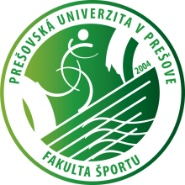 PREŠOVSKÁ UNIVERZITA V PREŠOVE
2004
FAKULTA ŠPORTU